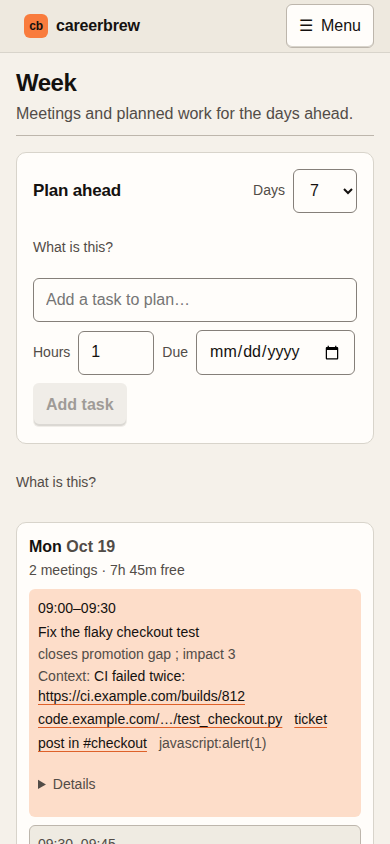 cb careerbrew ☰ Menu
Week
Meetings and planned work for the days ahead.
Plan ahead Days 7
What is this?
Add a task to plan…
Hours 1 Due mm/dd/yyyy
Add task
What is this?
Mon Oct 19
2 meetings · 7h 45m free
09:00–09:30
Fix the flaky checkout test
closes promotion gap ; impact 3
Context: CI failed twice:
https://ci.example.com/builds/812
code.example.com/…/test_checkout.py ticket
post in #checkout javascript:alert(1)
▶ Details
09:30–09:45